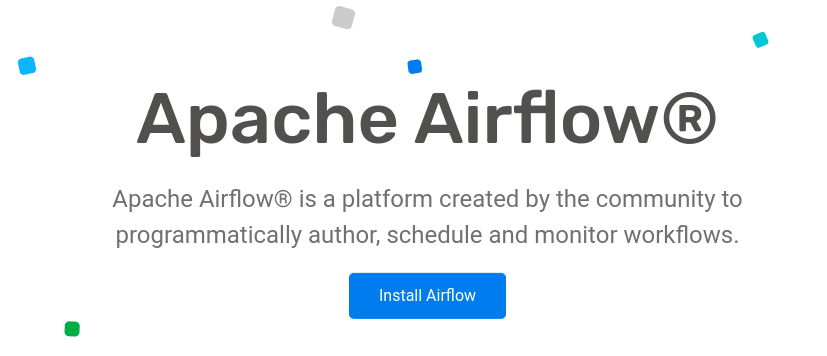 Apache Airflow®
Apache Airflow® is a platform created by the community to
programmatically author, schedule and monitor workflows.
Install Airflow